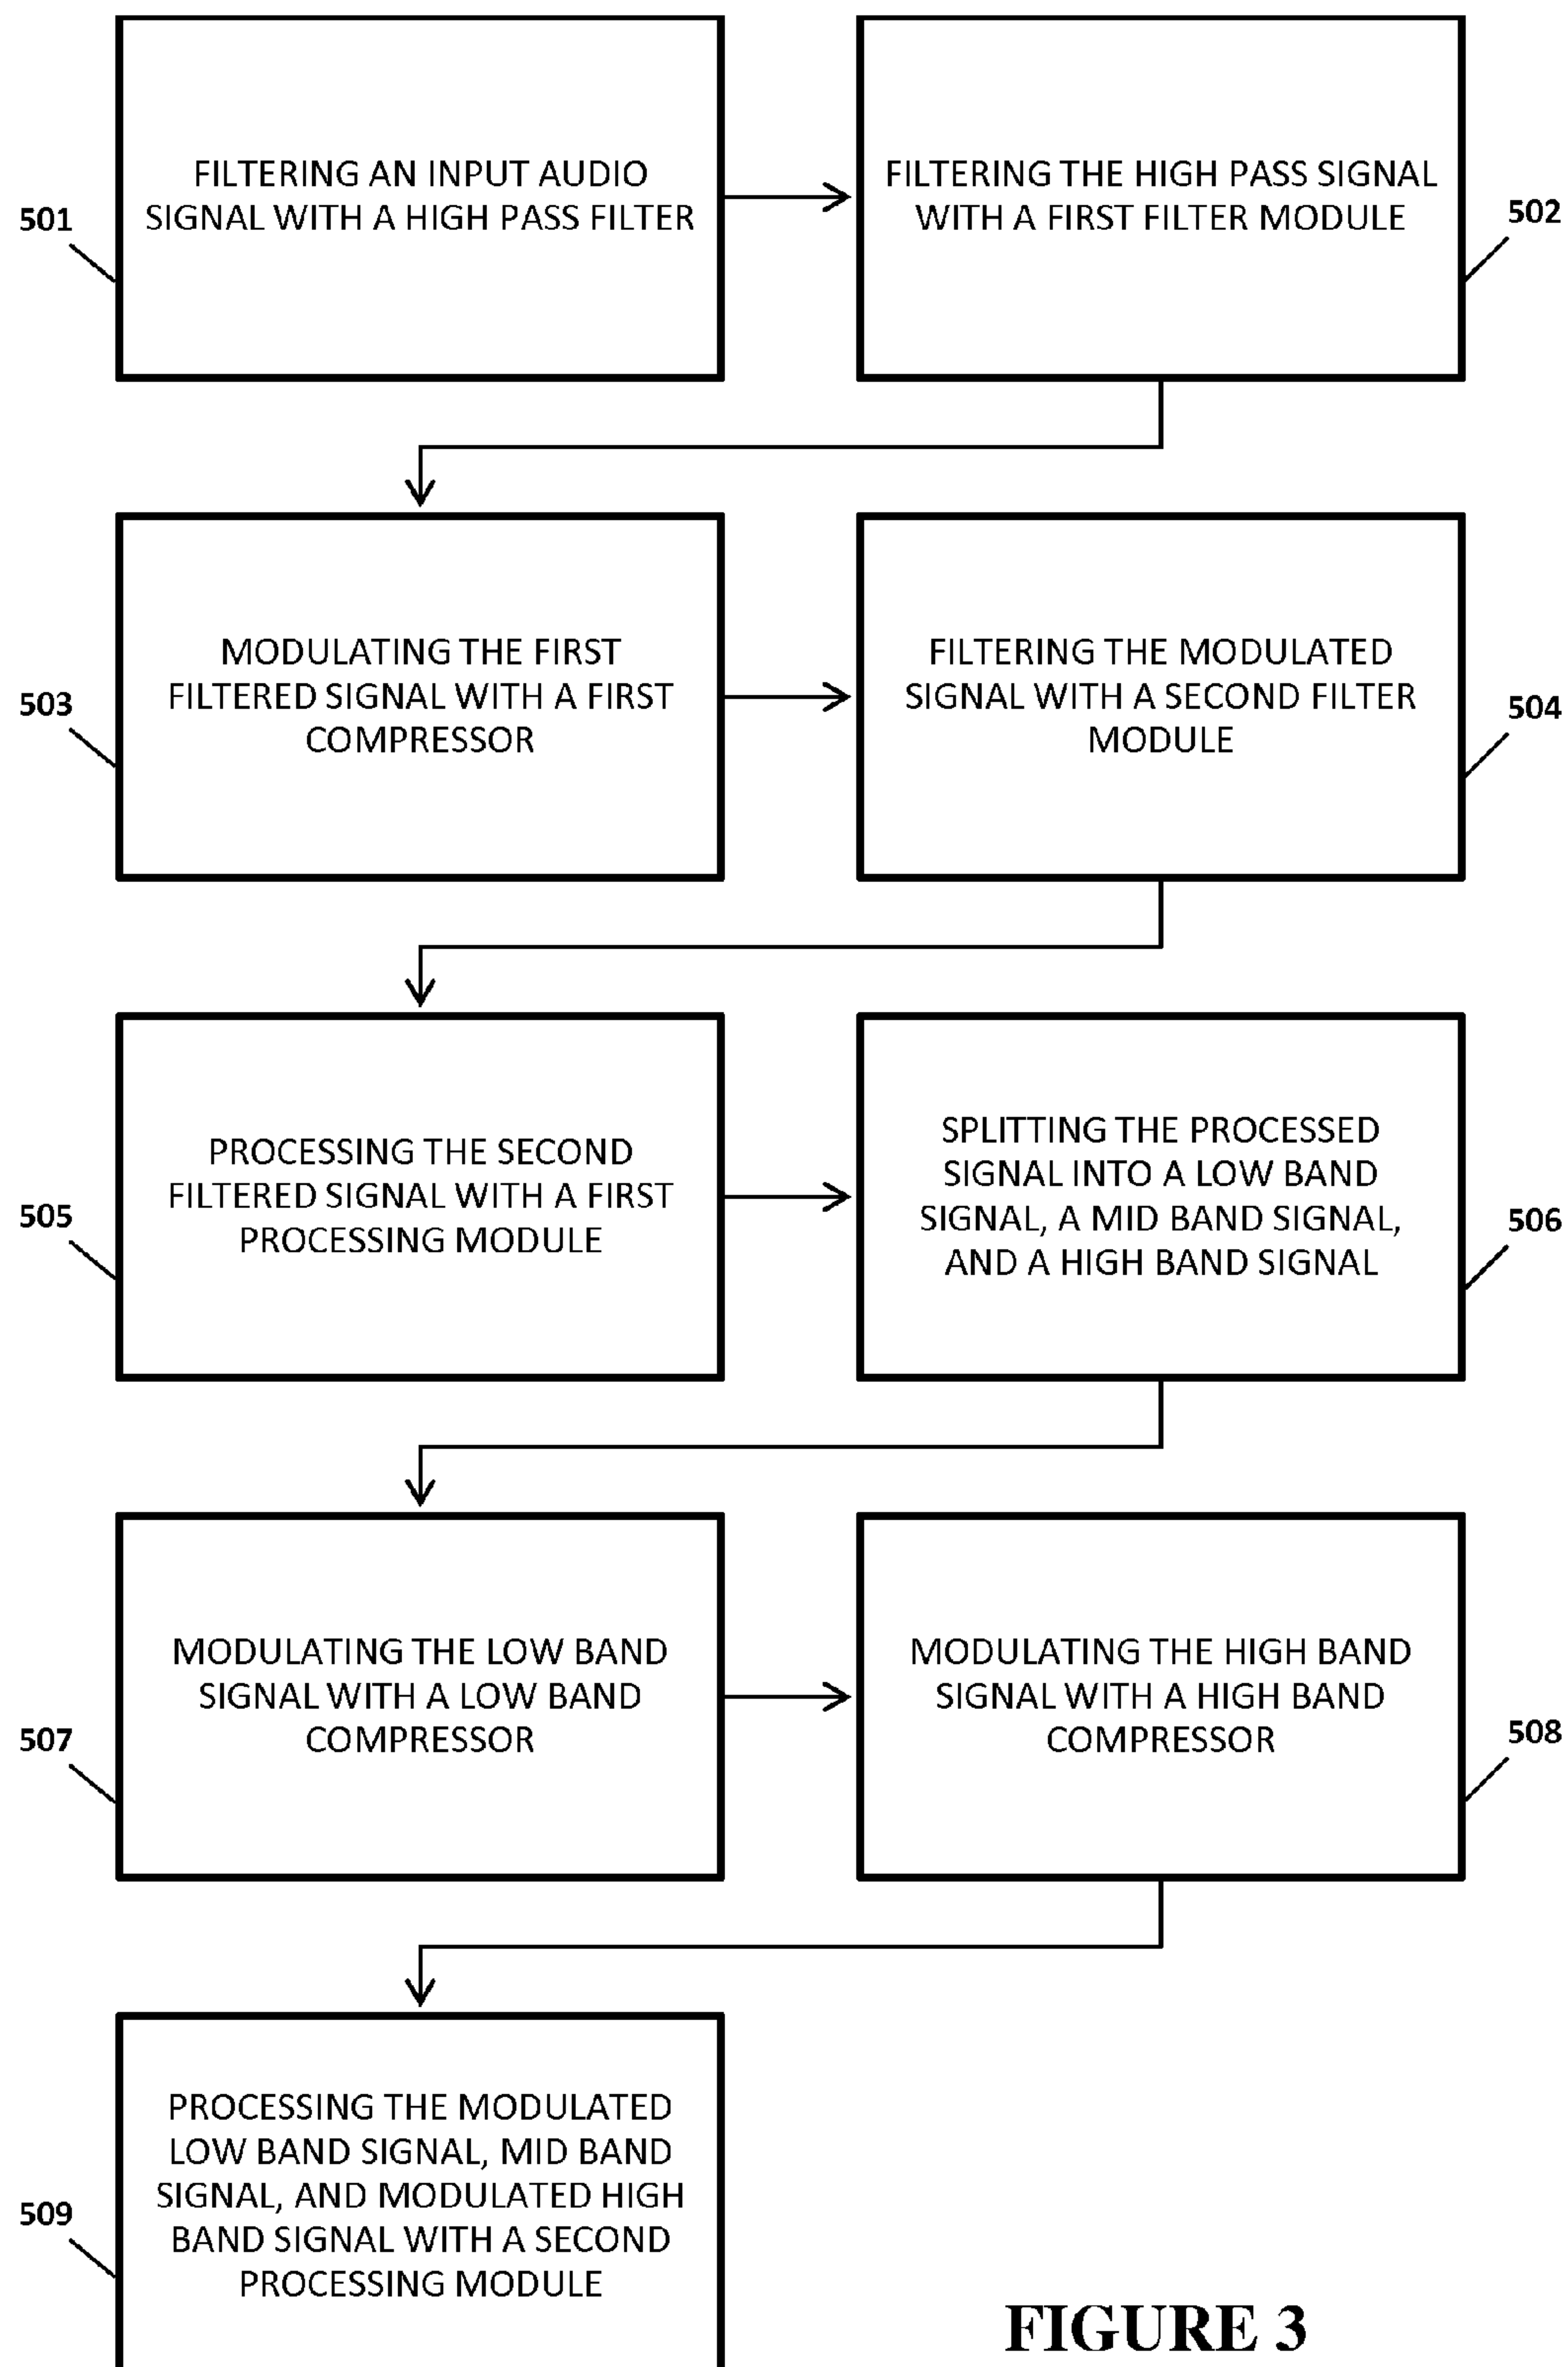 FILTERING AN INPUT AUDIO
SIGNAL WITH A HIGH PASS FILTER
501
FILTERING THE HIGH PASS SIGNAL
WITH A FIRST FILTER MODULE
502
MODULATING THE FIRST
FILTERED SIGNAL WITH A FIRST
COMPRESSOR
503
FILTERING THE MODULATED
SIGNAL WITH A SECOND FILTER
MODULE
504
PROCESSING THE SECOND
FILTERED SIGNAL WITH A FIRST
PROCESSING MODULE
505
SPLITTING THE PROCESSED
SIGNAL INTO A LOW BAND
SIGNAL, A MID BAND SIGNAL,
AND A HIGH BAND SIGNAL
506
MODULATING THE LOW BAND
SIGNAL WITH A LOW BAND
COMPRESSOR
507
MODULATING THE HIGH BAND
SIGNAL WITH A HIGH BAND
COMPRESSOR
508
PROCESSING THE MODULATED
LOW BAND SIGNAL, MID BAND
SIGNAL, AND MODULATED HIGH
BAND SIGNAL WITH A SECOND
PROCESSING MODULE
509
FIGURE 3